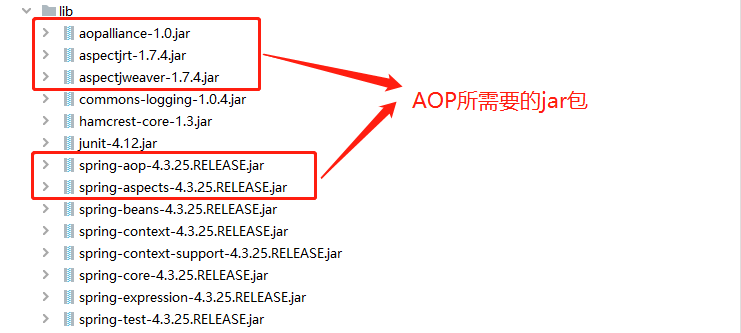 lib
aopalliance-1.0.jar
aspectjrt-1.7.4.jar
aspectjweaver-1.7.4.jar
commons-logging-1.0.4.jar
hamcrest-core-1.3.jar
junit-4.12.jar
spring-aop-4.3.25.RELEASE.jar
spring-aspects-4.3.25.RELEASE.jar
spring-beans-4.3.25.RELEASE.jar
spring-context-4.3.25.RELEASE.jar
spring-context-support-4.3.25.RELEASE.jar
spring-core-4.3.25.RELEASE.jar
spring-expression-4.3.25.RELEASE.jar
spring-test-4.3.25.RELEASE.jar
AOP所需要的jar包